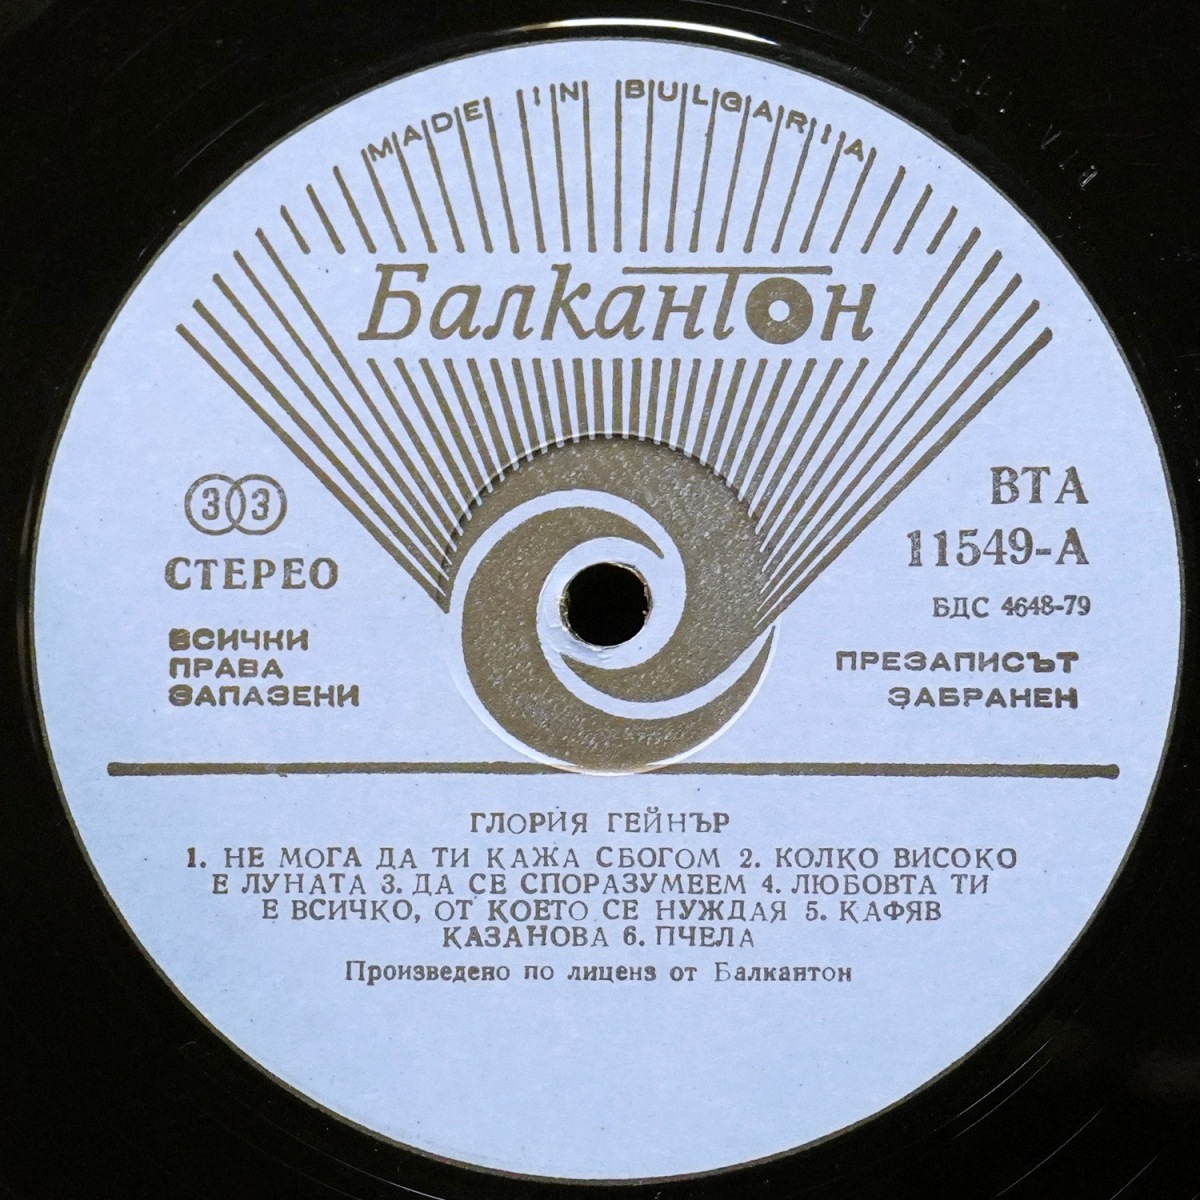 MADE IN BULGARIA
Балкантон
33
СТЕРЕО
ВСИЧКИ
ПРАВА
ЗАПАЗЕНИ
ВТА
11549-А
БДС 4648-79
ПРЕЗАПИСЪТ
ЗАБРАНЕН
ГЛОРИЯ ГЕЙНЪР
1. НЕ МОГА ДА ТИ КАЖА СБОГОМ 2. КОЛКО ВИСОКО
Е ЛУНАТА 3. ДА СЕ СПОРАЗУМЕЕМ 4. ЛЮБОВТА ТИ
Е ВСИЧКО, ОТ КОЕТО СЕ НУЖДАЯ 5. КАФЯВ
КАЗАНОВА 6. ПЧЕЛА
Произведено по лиценз от Балкантон